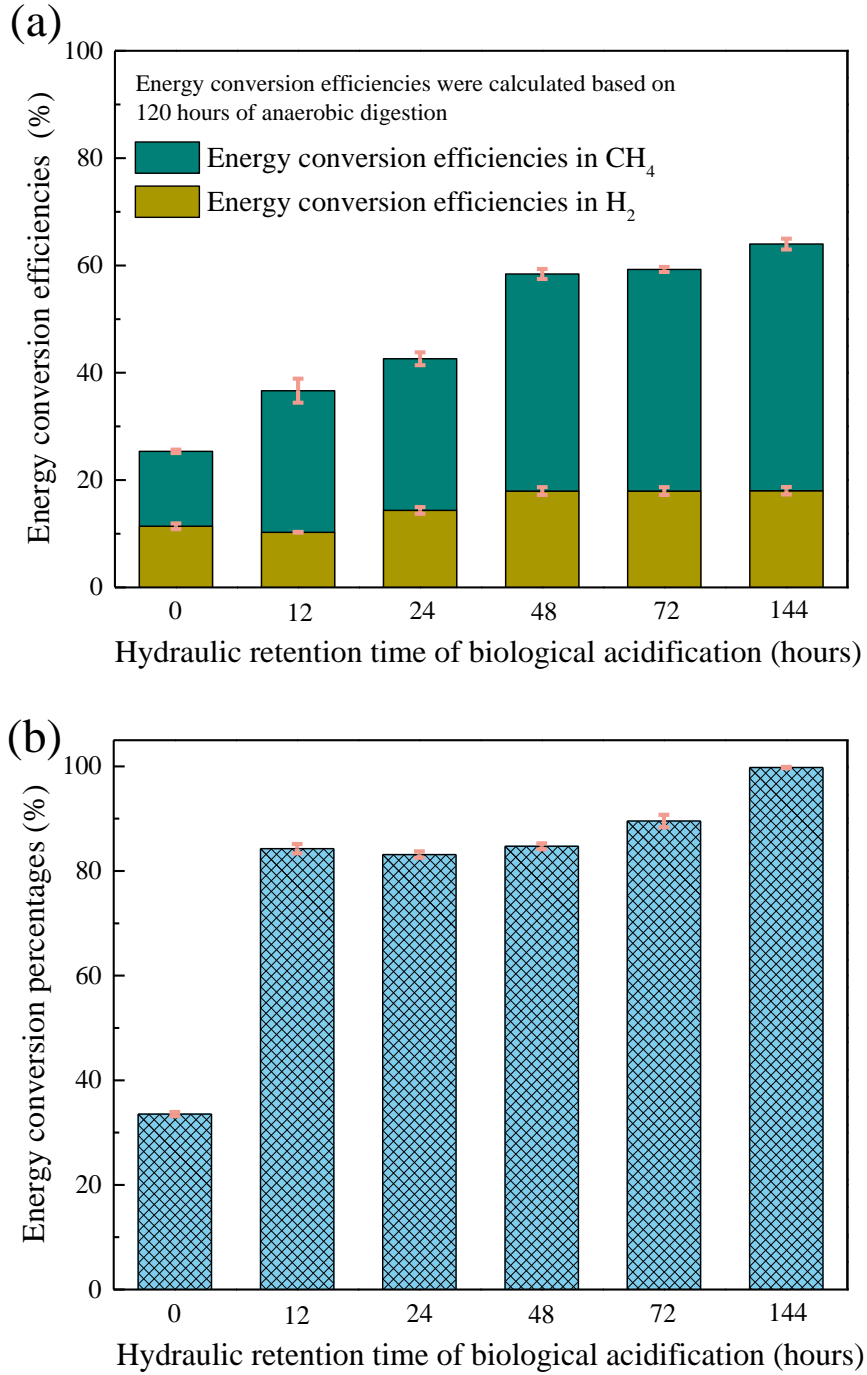 (a)
100
80
60
40
20
0
Energy conversion efficiencies (%)
Energy conversion efficiencies were calculated based on
120 hours of anaerobic digestion
Energy conversion efficiencies in CH₄
Energy conversion efficiencies in H₂
0 12 24 48 72 144
Hydraulic retention time of biological acidification (hours)
(b)
100
80
60
40
20
0
Energy conversion percentages (%)
0 12 24 48 72 144
Hydraulic retention time of biological acidification (hours)